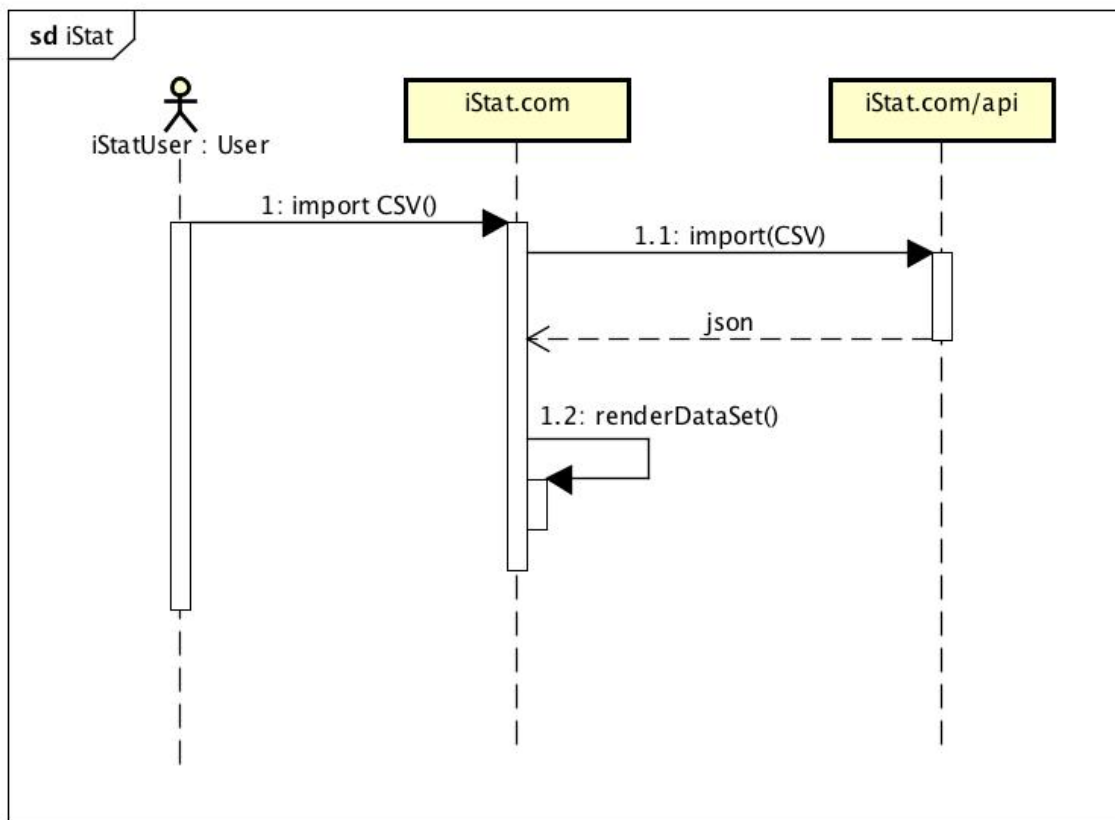 sd iStat
iStat.com
iStat.com/api
iStatUser : User
1: import CSV()
1.1: import(CSV)
json
1.2: renderDataSet()